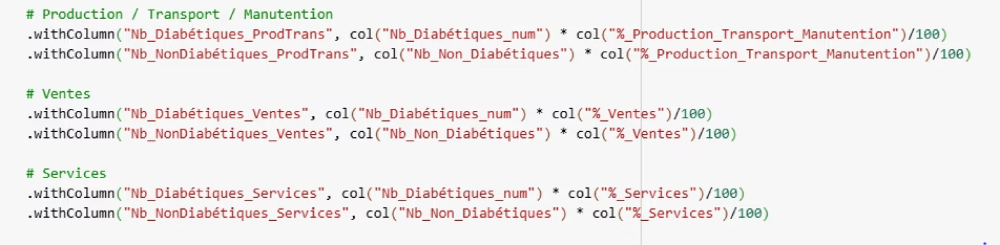 # Production / Transport / Manutention
.withColumn("Nb_Diabétiques_ProdTrans", col("Nb_Diabétiques_num") * col("%_Production_Transport_Manutention")/100)
.withColumn("Nb_NonDiabétiques_ProdTrans", col("Nb_Non_Diabétiques") * col("%_Production_Transport_Manutention")/100)
# Ventes
.withColumn("Nb_Diabétiques_Ventes", col("Nb_Diabétiques_num") * col("%_Ventes")/100)
.withColumn("Nb_NonDiabétiques_Ventes", col("Nb_Non_Diabétiques") * col("%_Ventes")/100)
# Services
.withColumn("Nb_Diabétiques_Services", col("Nb_Diabétiques_num") * col("%_Services")/100)
.withColumn("Nb_NonDiabétiques_Services", col("Nb_Non_Diabétiques") * col("%_Services")/100)